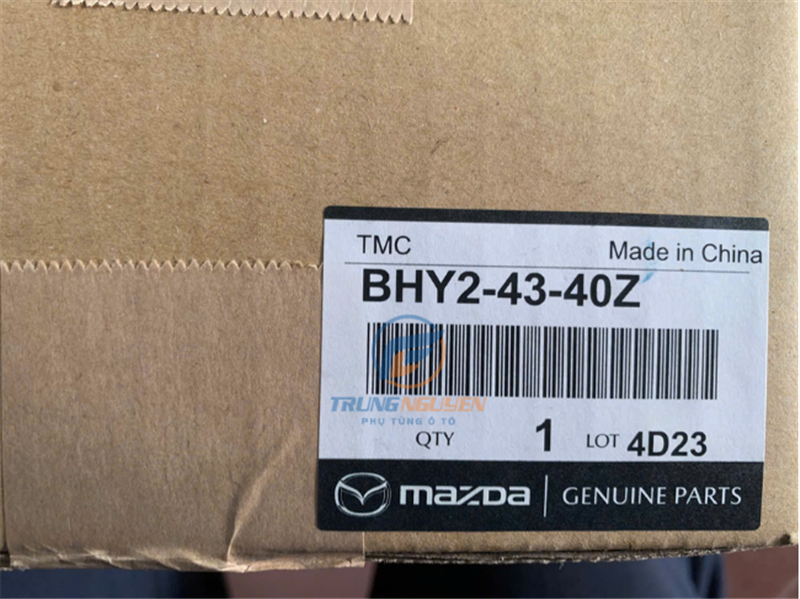 TMC
Made in China
BHY2-43-40Z
TRUNG NGUYEN
PHỤ TÙNG Ô TÔ
QTY 1 LOT 4D23
mazda GENUINE PARTS